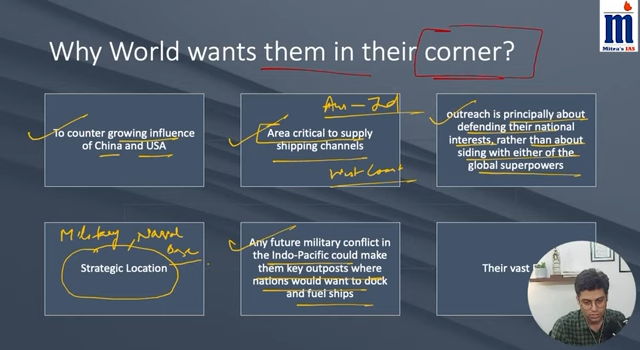 m
Mitra's IAS
Why World wants them in their corner?
To counter growing influence
of China and USA
Aus - Ind
Area critical to supply
shipping channels
West Coast
outreach is principally about
defending their national
interests, rather than about
siding with either of the
global superpowers
Military, Naval
Base
Strategic Location
Any future military conflict in
the Indo-Pacific could make
them key outposts where
nations would want to dock
and fuel ships
Their vast